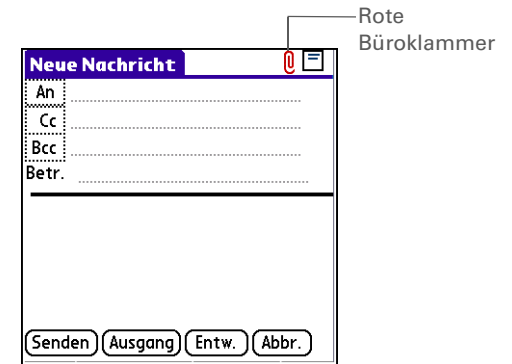 Rote
Büroklammer
Neue Nachricht
An
Cc
Bcc
Betr.
Senden Ausgang Entw. Abbr.